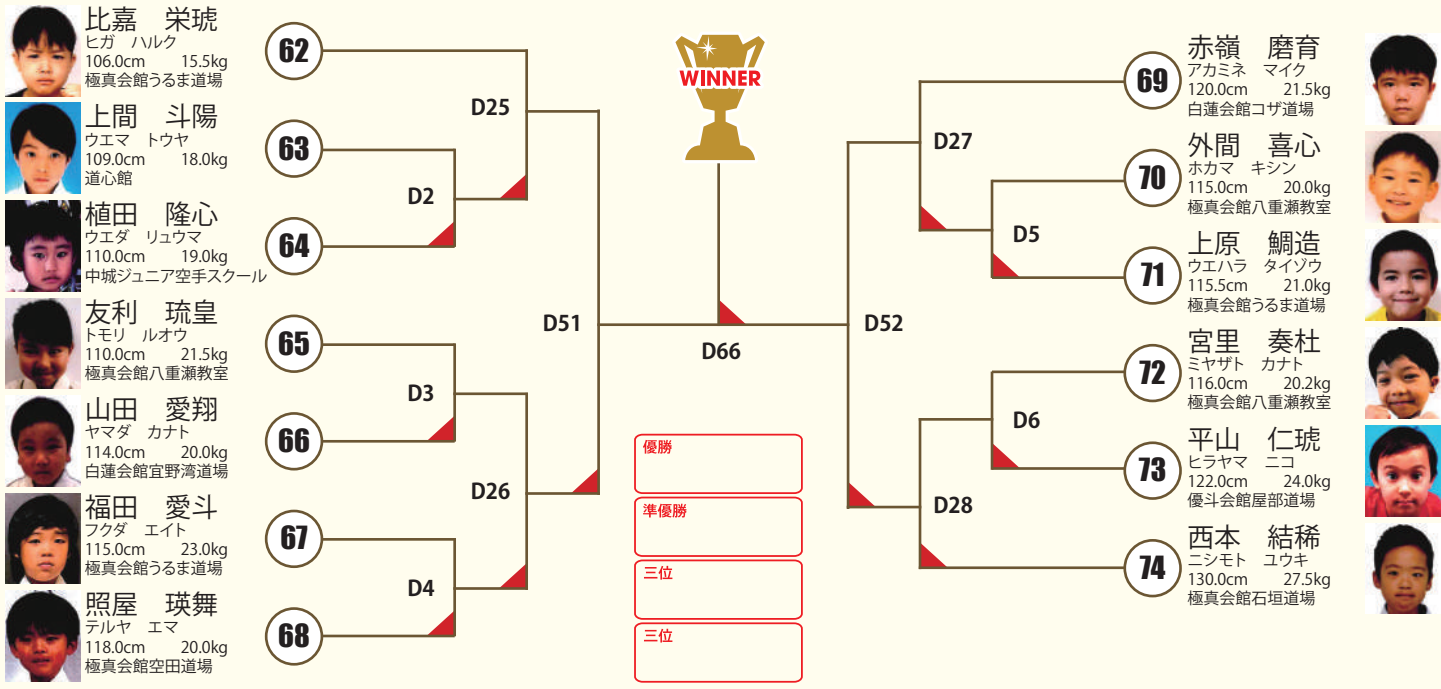 比嘉　栄琥
ヒガ　ハルク
106.0cm　15.5kg
極真会館うるま道場
62
上間　斗陽
ウエマ　トウヤ
109.0cm　18.0kg
道心館
63
植田　隆心
ウエダ　リュウマ
110.0cm　19.0kg
中城ジュニア空手スクール
64
友利　琉皇
トモリ　ルオウ
110.0cm　21.5kg
極真会館八重瀬教室
65
山田　愛翔
ヤマダ　カナト
114.0cm　20.0kg
白蓮会館宜野湾道場
66
福田　愛斗
フクダ　エイト
115.0cm　23.0kg
極真会館うるま道場
67
照屋　瑛舞
テルヤ　エマ
118.0cm　20.0kg
極真会館空田道場
68
D25
D2
D3
D26
D4
D51
WINNER
D66
優勝
準優勝
三位
三位
D52
D27
D5
D6
D28
69
赤嶺　磨育
アカミネ　マイク
120.0cm　21.5kg
白蓮会館コザ道場
70
外間　喜心
ホカマ　キシン
115.0cm　20.0kg
極真会館八重瀬教室
71
上原　鯛造
ウエハラ　タイゾウ
115.5cm　21.0kg
極真会館うるま道場
72
宮里　奏杜
ミヤザト　カナト
116.0cm　20.2kg
極真会館八重瀬教室
73
平山　仁琥
ヒラヤマ　ニコ
122.0cm　24.0kg
優斗会館屋部道場
74
西本　結稀
ニシモト　ユウキ
130.0cm　27.5kg
極真会館石垣道場